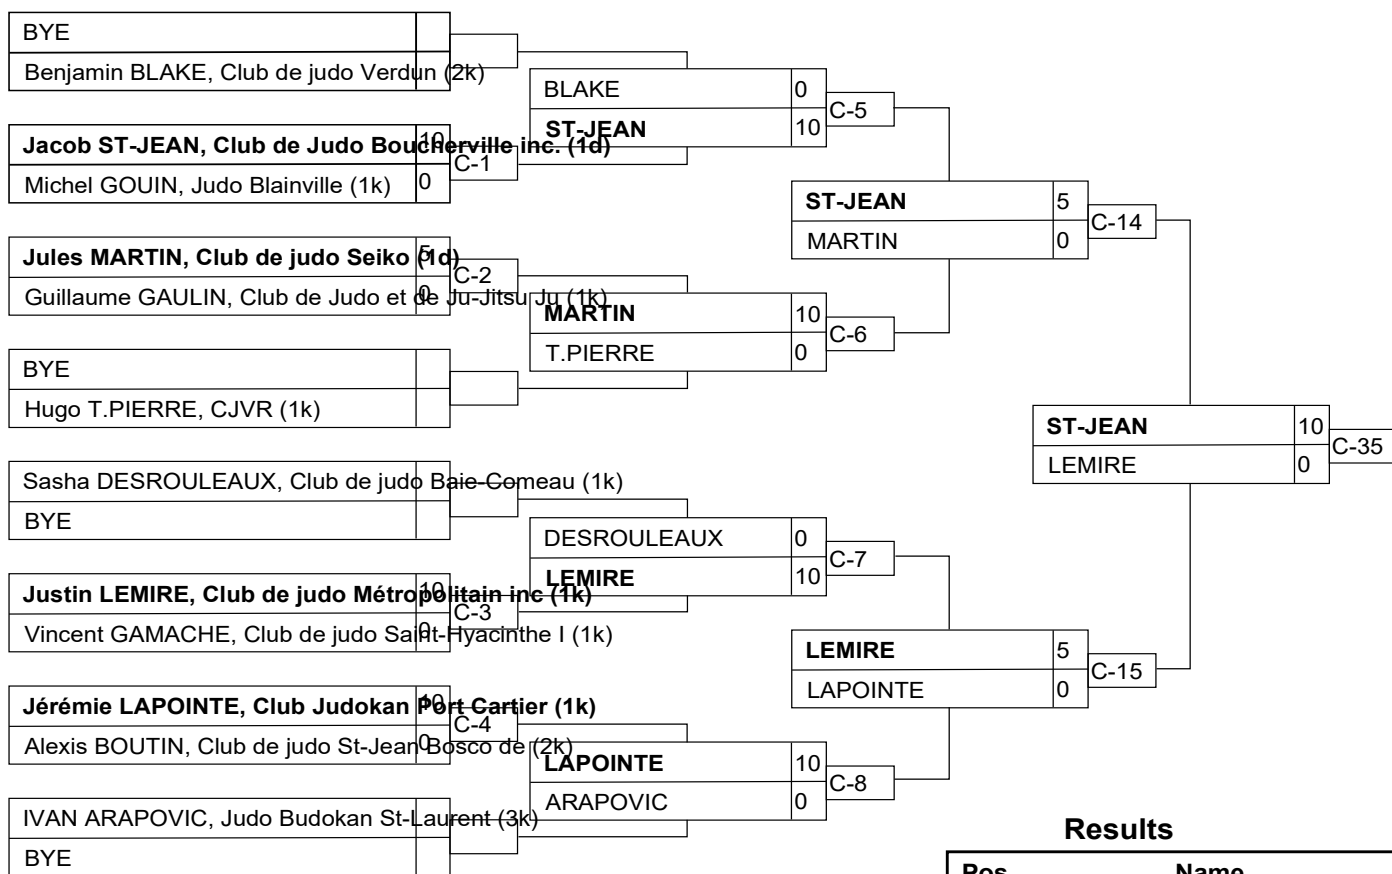 BYE
Benjamin BLAKE, Club de judo Verdun (2k)
Jacob ST-JEAN, Club de Judo Boucherville inc. (1d) 10
C-1
Michel GOUIN, Judo Blainville (1k) 0
Jules MARTIN, Club de judo Seiko (1d) 5
C-2
Guillaume GAULIN, Club de Judo et de Ju-Jitsu Ju (1k) 0
BYE
Hugo T.PIERRE, CJVR (1k)
Sasha DESROULEAUX, Club de judo Baie-Comeau (1k)
BYE
Justin LEMIRE, Club de judo Métropolitain inc (1k) 10
C-3
Vincent GAMACHE, Club de judo Saint-Hyacinthe I (1k) 0
Jérémie LAPOINTE, Club Judokan Port Cartier (1k) 10
C-4
Alexis BOUTIN, Club de judo St-Jean Bosco de (2k) 0
IVAN ARAPOVIC, Judo Budokan St-Laurent (3k)
BYE
BLAKE 0
C-5
ST-JEAN 10
MARTIN 10
C-6
T.PIERRE 0
DESROULEAUX 0
C-7
LEMIRE 10
LAPOINTE 10
C-8
ARAPOVIC 0
ST-JEAN 5
C-14
MARTIN 0
LEMIRE 5
C-15
LAPOINTE 0
ST-JEAN 10
C-35
LEMIRE 0
Results
Pos Name